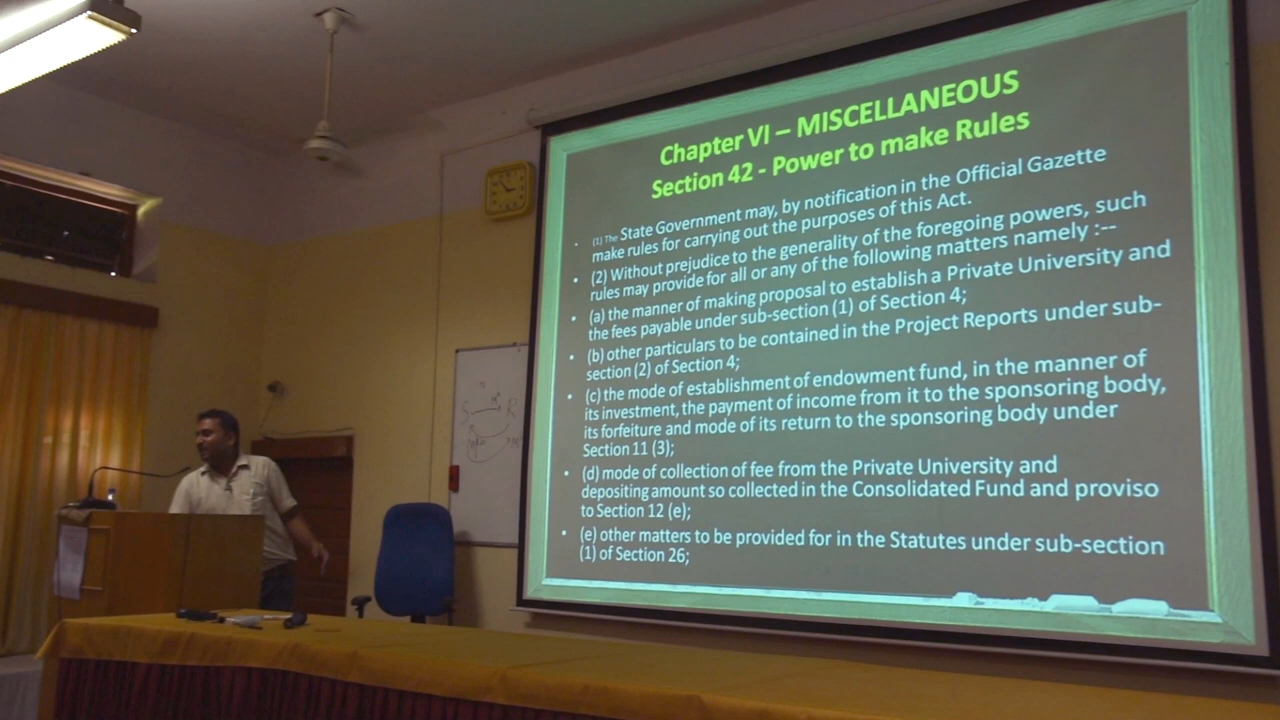 Chapter VI – MISCELLANEOUS
Section 42 - Power to make Rules
• (1) The State Government may, by notification in the Official Gazette
make rules for carrying out the purposes of this Act.
• (2) Without prejudice to the generality of the foregoing powers, such
rules may provide for all or any of the following matters namely :--
• (a) the manner of making proposal to establish a Private University and
the fees payable under sub-section (1) of Section 4;
• (b) other particulars to be contained in the Project Reports under sub-
section (2) of Section 4;
• (c) the mode of establishment of endowment fund, in the manner of
its investment, the payment of income from it to the sponsoring body,
its forfeiture and mode of its return to the sponsoring body under
Section 11 (3);
• (d) mode of collection of fee from the Private University and
depositing amount so collected in the Consolidated Fund and proviso
to Section 12 (e);
• (e) other matters to be provided for in the Statutes under sub-section
(1) of Section 26;
S R